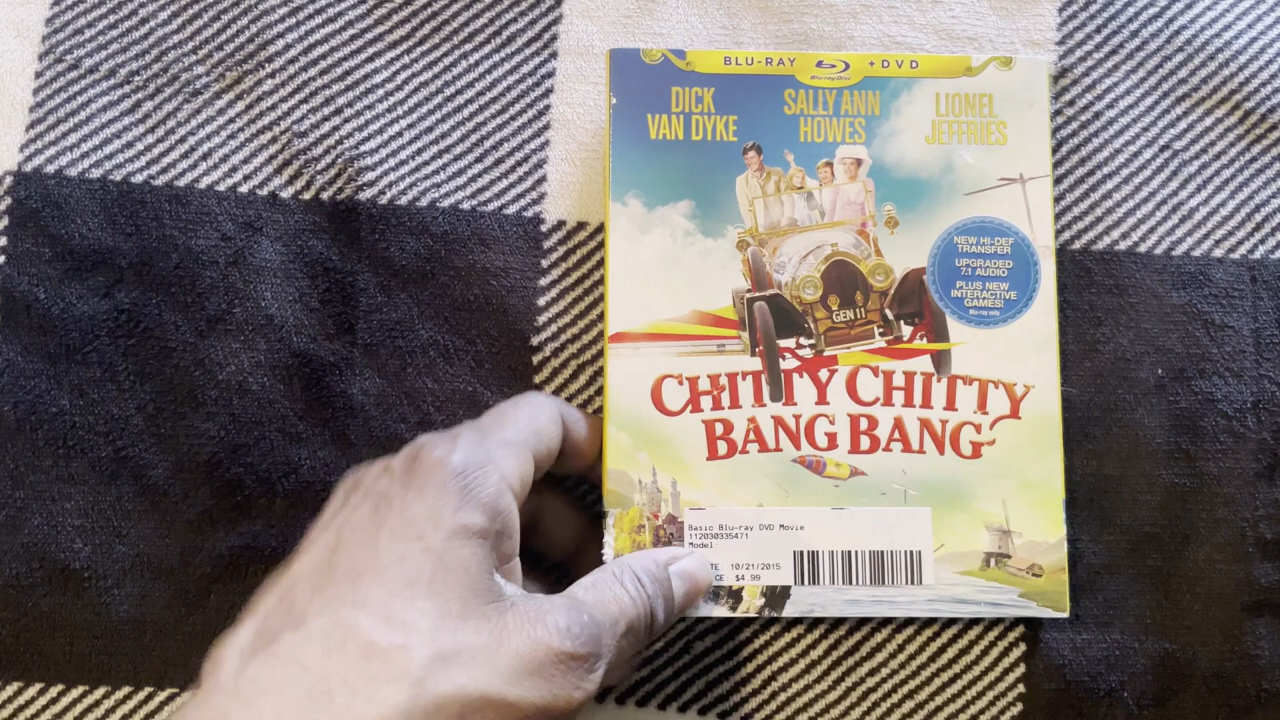 BLU-RAY Blu-ray Disc + DVD
DICK
VAN DYKE
SALLY ANN
HOWES
LIONEL
JEFFRIES
NEW HI-DEF
TRANSFER
UPGRADED
7.1 AUDIO
PLUS NEW
INTERACTIVE
GAMES!
Blu-ray only
GEN 11
CHITTY CHITTY
BANG BANG
Basic Blu-ray DVD Movie
112030335471
Model
TE: 10/21/2015
CE: $4.99